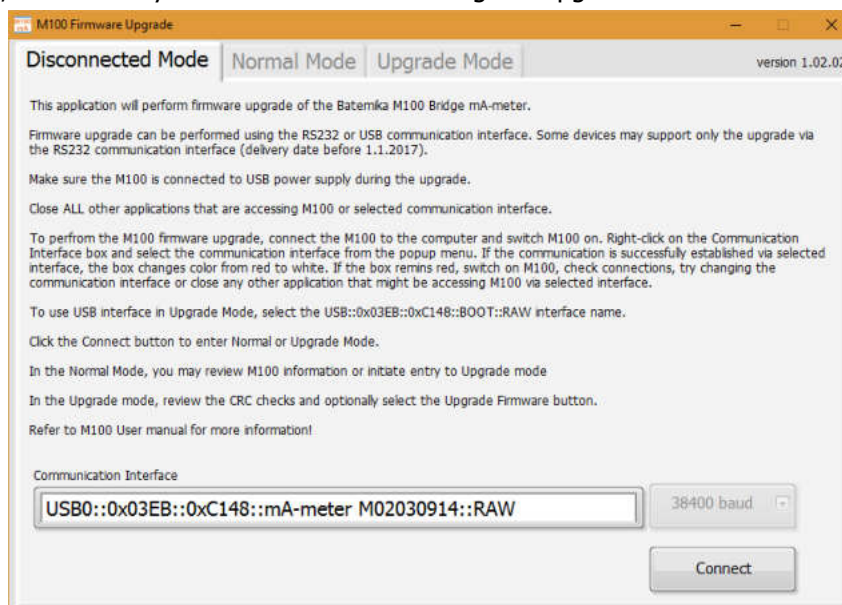 M100 Firmware Upgrade
Disconnected Mode Normal Mode Upgrade Mode version 1.02.02
This application will perform firmware upgrade of the Batemika M100 Bridge mA-meter.
Firmware upgrade can be performed using the RS232 or USB communication interface. Some devices may support only the upgrade via
the RS232 communication interface (delivery date before 1.1.2017).
Make sure the M100 is connected to USB power supply during the upgrade.
Close ALL other applications that are accessing M100 or selected communication interface.
To perfrom the M100 firmware upgrade, connect the M100 to the computer and switch M100 on. Right-click on the Communication
Interface box and select the communication interface from the popup menu. If the communication is successfully established via selected
interface, the box changes color from red to white. If the box remins red, switch on M100, check connections, try changing the
communication interface or close any other application that might be accessing M100 via selected interface.
To use USB interface in Upgrade Mode, select the USB::0x03EB::0xC148::BOOT::RAW interface name.
Click the Connect button to enter Normal or Upgrade Mode.
In the Normal Mode, you may review M100 information or initiate entry to Upgrade mode
In the Upgrade mode, review the CRC checks and optionally select the Upgrade Firmware button.
Refer to M100 User manual for more information!
Communication Interface
USB0::0x03EB::0xC148::mA-meter M02030914::RAW 38400 baud
Connect